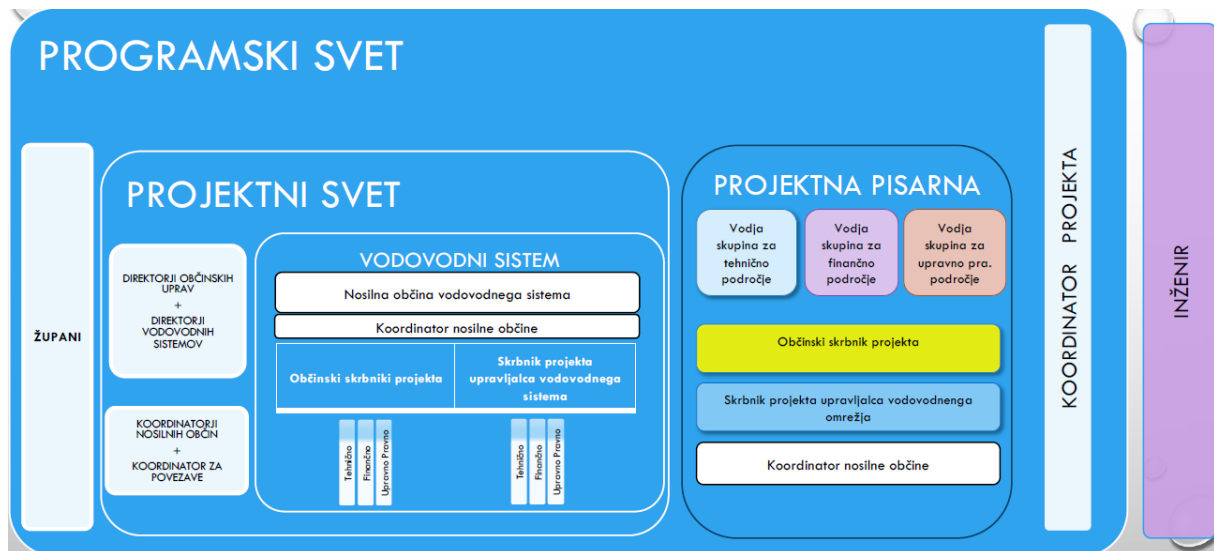 PROGRAMSKI SVET
ŽUPANI
PROJEKTNI SVET
DIREKTORJI OBČINSKIH
UPRAV
+
DIREKTORJI
VODOVODNIH
SISTEMOV
KOORDINATORJI
NOSILNIH OBČIN
+
KOORDINATOR ZA
POVEZAVE
VODOVODNI SISTEM
Nosilna občina vodovodnega sistema
Koordinator nosilne občine
Občinski skrbniki projekta
Skrbnik projekta
upravljalca vodovodnega
sistema
Tehnično
Finančno
Upravno Pravno
Tehnično
Finančno
Upravno Pravno
PROJEKTNA PISARNA
Vodja
skupina za
tehnično
področje
Vodja
skupina za
finančno
področje
Vodja
skupina za
upravno pra.
področje
Občinski skrbnik projekta
Skrbnik projekta upravljalca vodovodnenga
omrežja
Koordinator nosilne občine
KOORDINATOR PROJEKTA
INŽENIR